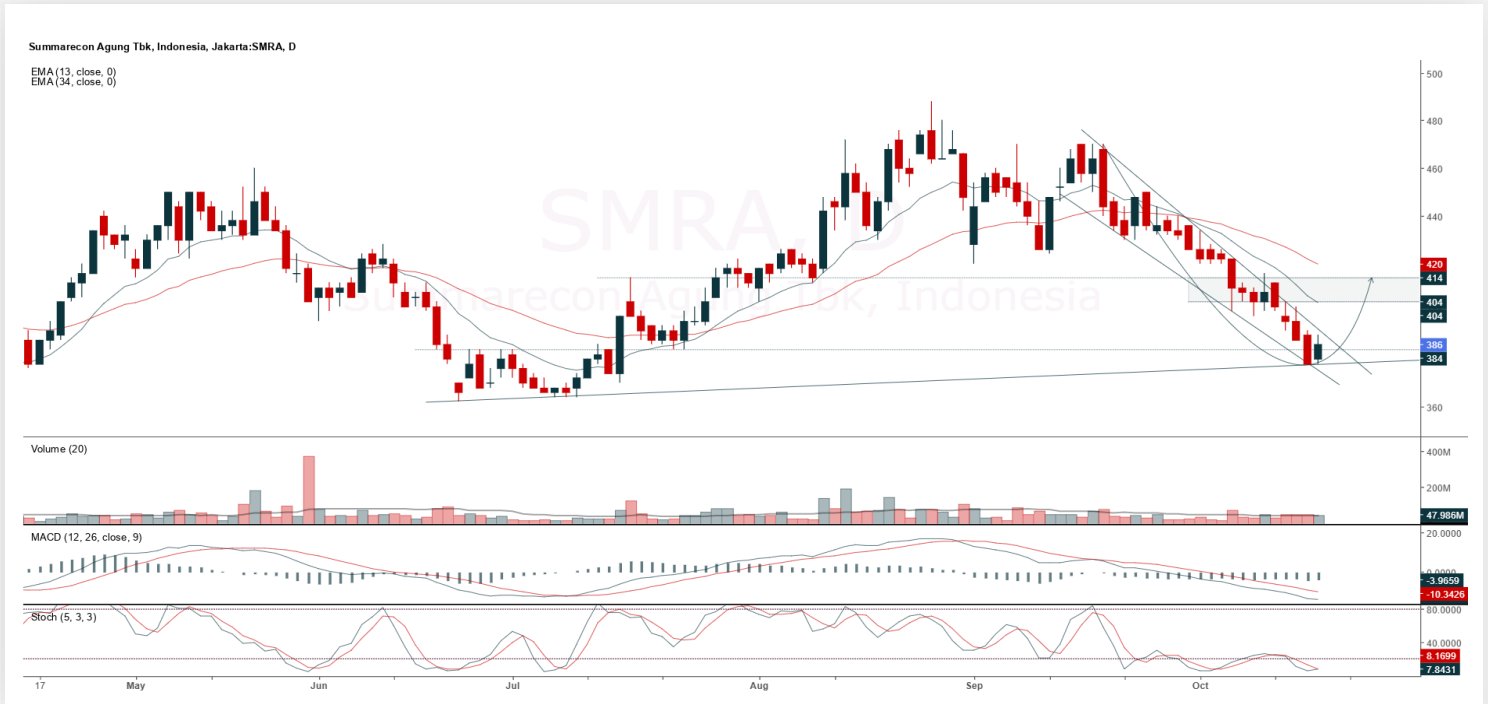 Summarecon Agung Tbk, Indonesia, Jakarta:SMRA, D
EMA (13, close, 0)
EMA (34, close, 0)
SMRA, D
Summarecon Agung Tbk, Indonesia
500
480
460
440
420
414
404
404
386
384
360
Volume (20)
400M
200M
47.986M
MACD (12, 26, close, 9)
20.0000
0.0000
-3.9659
-10.3426
Stoch (5, 3, 3)
80.0000
40.0000
8.1699
7.8431
17 May Jun Jul Aug Sep Oct